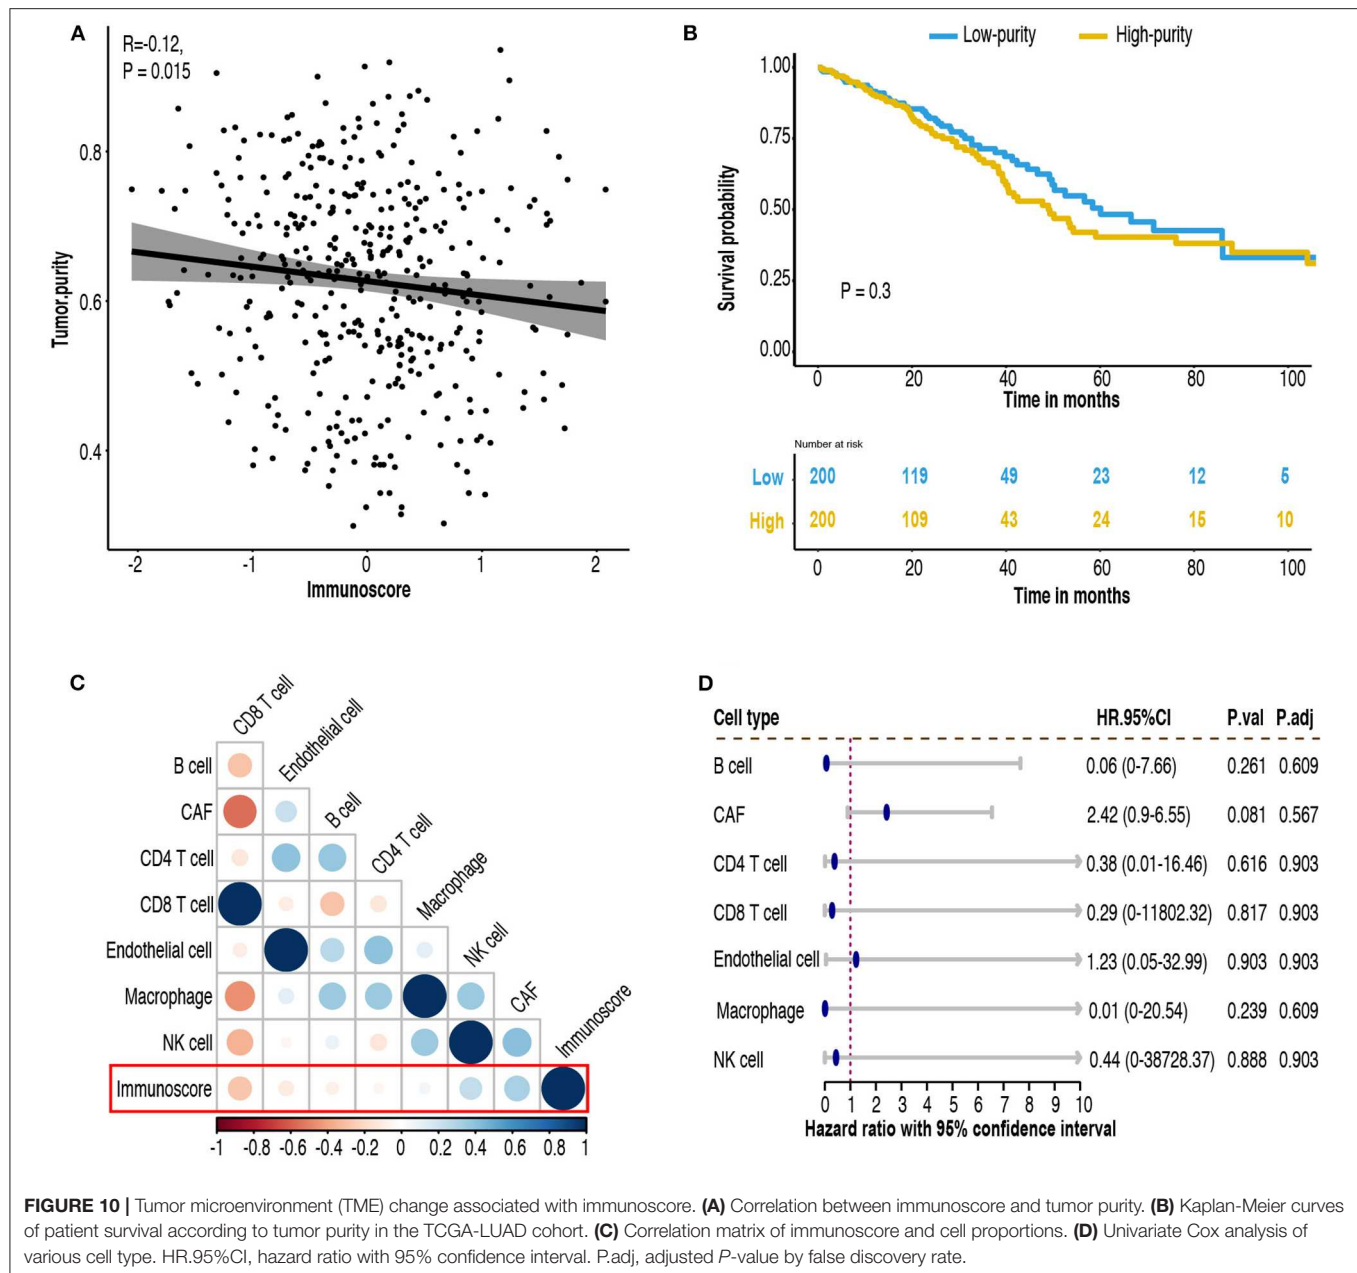 A
R=-0.12,
P = 0.015
Tumor.purity
0.8
0.6
0.4
-2 -1 0 1 2
Immunoscore
B
Low-purity High-purity
Survival probability
1.00
0.75
0.50
0.25
0.00
P = 0.3
0 20 40 60 80 100
Time in months
Number at risk
Low 200 119 49 23 12 5
High 200 109 43 24 15 10
0 20 40 60 80 100
Time in months
C
CD8 T cell
Endothelial cell
B cell
CD4 T cell
Macrophage
NK cell
CAF
Immunoscore
B cell
CAF
CD4 T cell
CD8 T cell
Endothelial cell
Macrophage
NK cell
Immunoscore
-1 -0.8 -0.6 -0.4 -0.2 0 0.2 0.4 0.6 0.8 1
D
Cell type HR.95%CI P.val P.adj
B cell 0.06 (0-7.66) 0.261 0.609
CAF 2.42 (0.9-6.55) 0.081 0.567
CD4 T cell 0.38 (0.01-16.46) 0.616 0.903
CD8 T cell 0.29 (0-11802.32) 0.817 0.903
Endothelial cell 1.23 (0.05-32.99) 0.903 0.903
Macrophage 0.01 (0-20.54) 0.239 0.609
NK cell 0.44 (0-38728.37) 0.888 0.903
0 1 2 3 4 5 6 7 8 9 10
Hazard ratio with 95% confidence interval
FIGURE 10 | Tumor microenvironment (TME) change associated with immunoscore. (A) Correlation between immunoscore and tumor purity. (B) Kaplan-Meier curves
of patient survival according to tumor purity in the TCGA-LUAD cohort. (C) Correlation matrix of immunoscore and cell proportions. (D) Univariate Cox analysis of
various cell type. HR.95%CI, hazard ratio with 95% confidence interval. P.adj, adjusted P-value by false discovery rate.